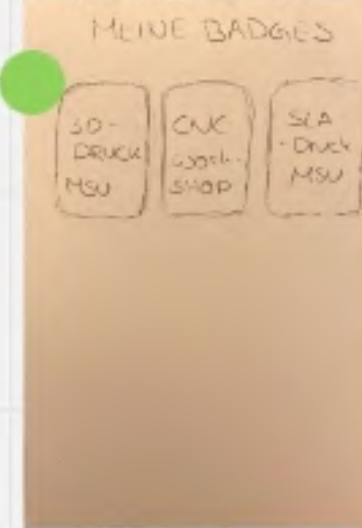 MEINE BADGES
3D-
DRUCK
MSU
CNC
Work-
SHOP
SLA
-Druck
MSU